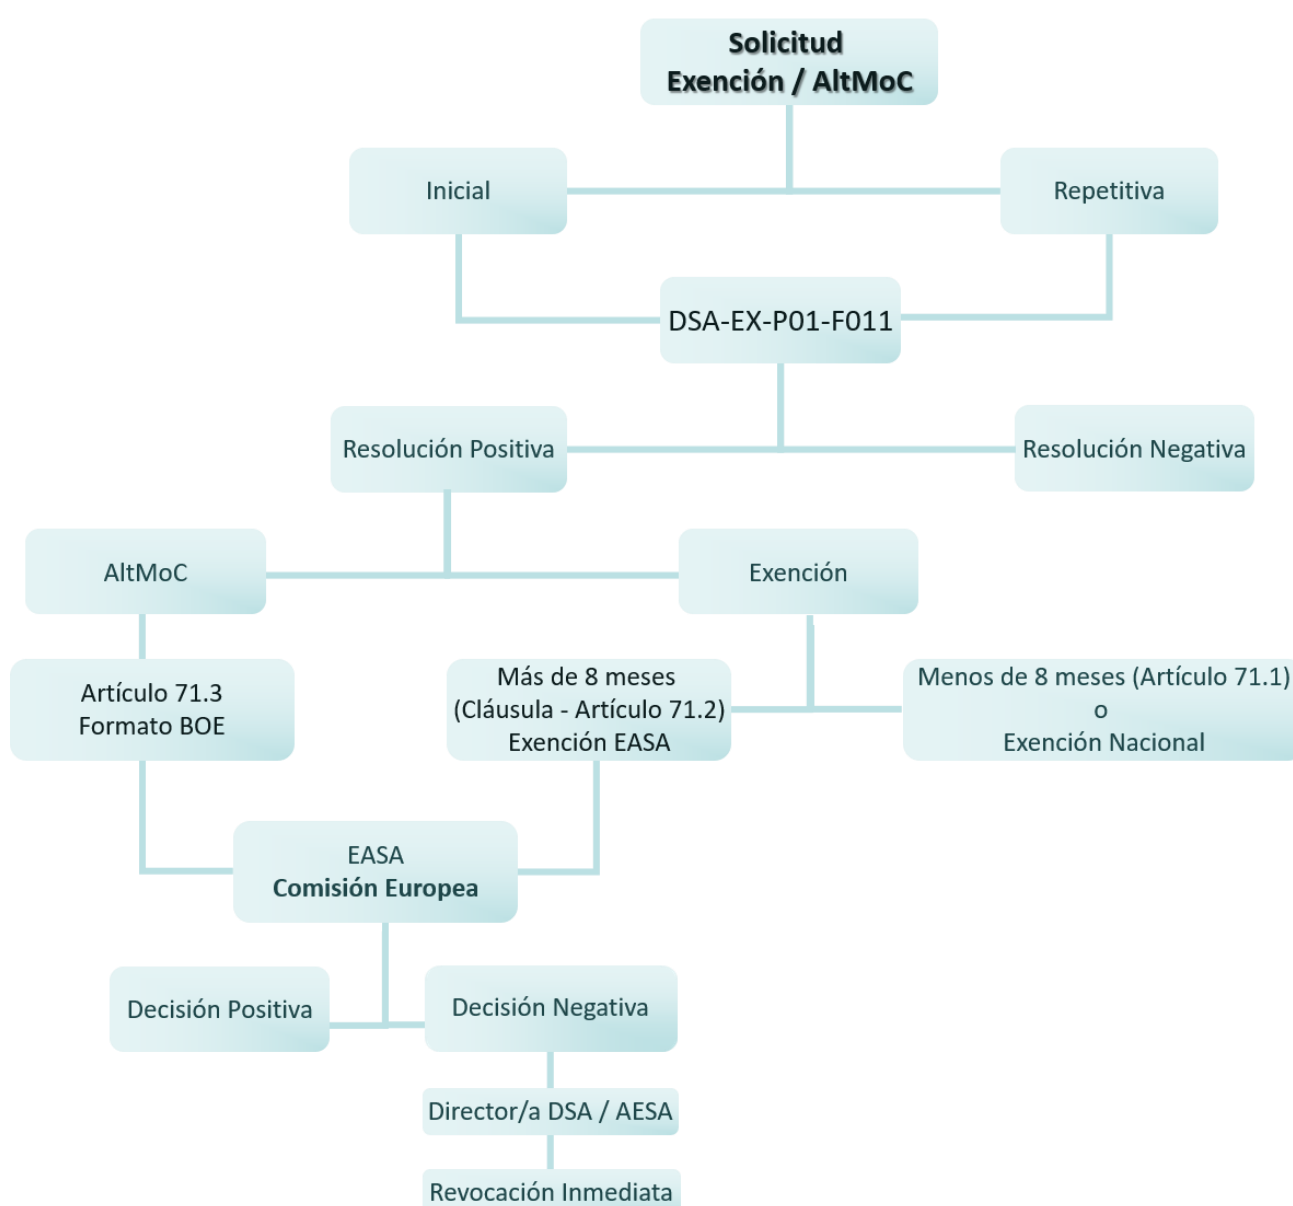 Solicitud
Exención / AltMoC
Inicial
Repetitiva
DSA-EX-P01-F011
Resolución Positiva
Resolución Negativa
AltMoC
Exención
Artículo 71.3
Formato BOE
Más de 8 meses
(Cláusula - Artículo 71.2)
Exención EASA
Menos de 8 meses (Artículo 71.1)
o
Exención Nacional
EASA
Comisión Europea
Decisión Positiva
Decisión Negativa
Director/a DSA / AESA
Revocación Inmediata